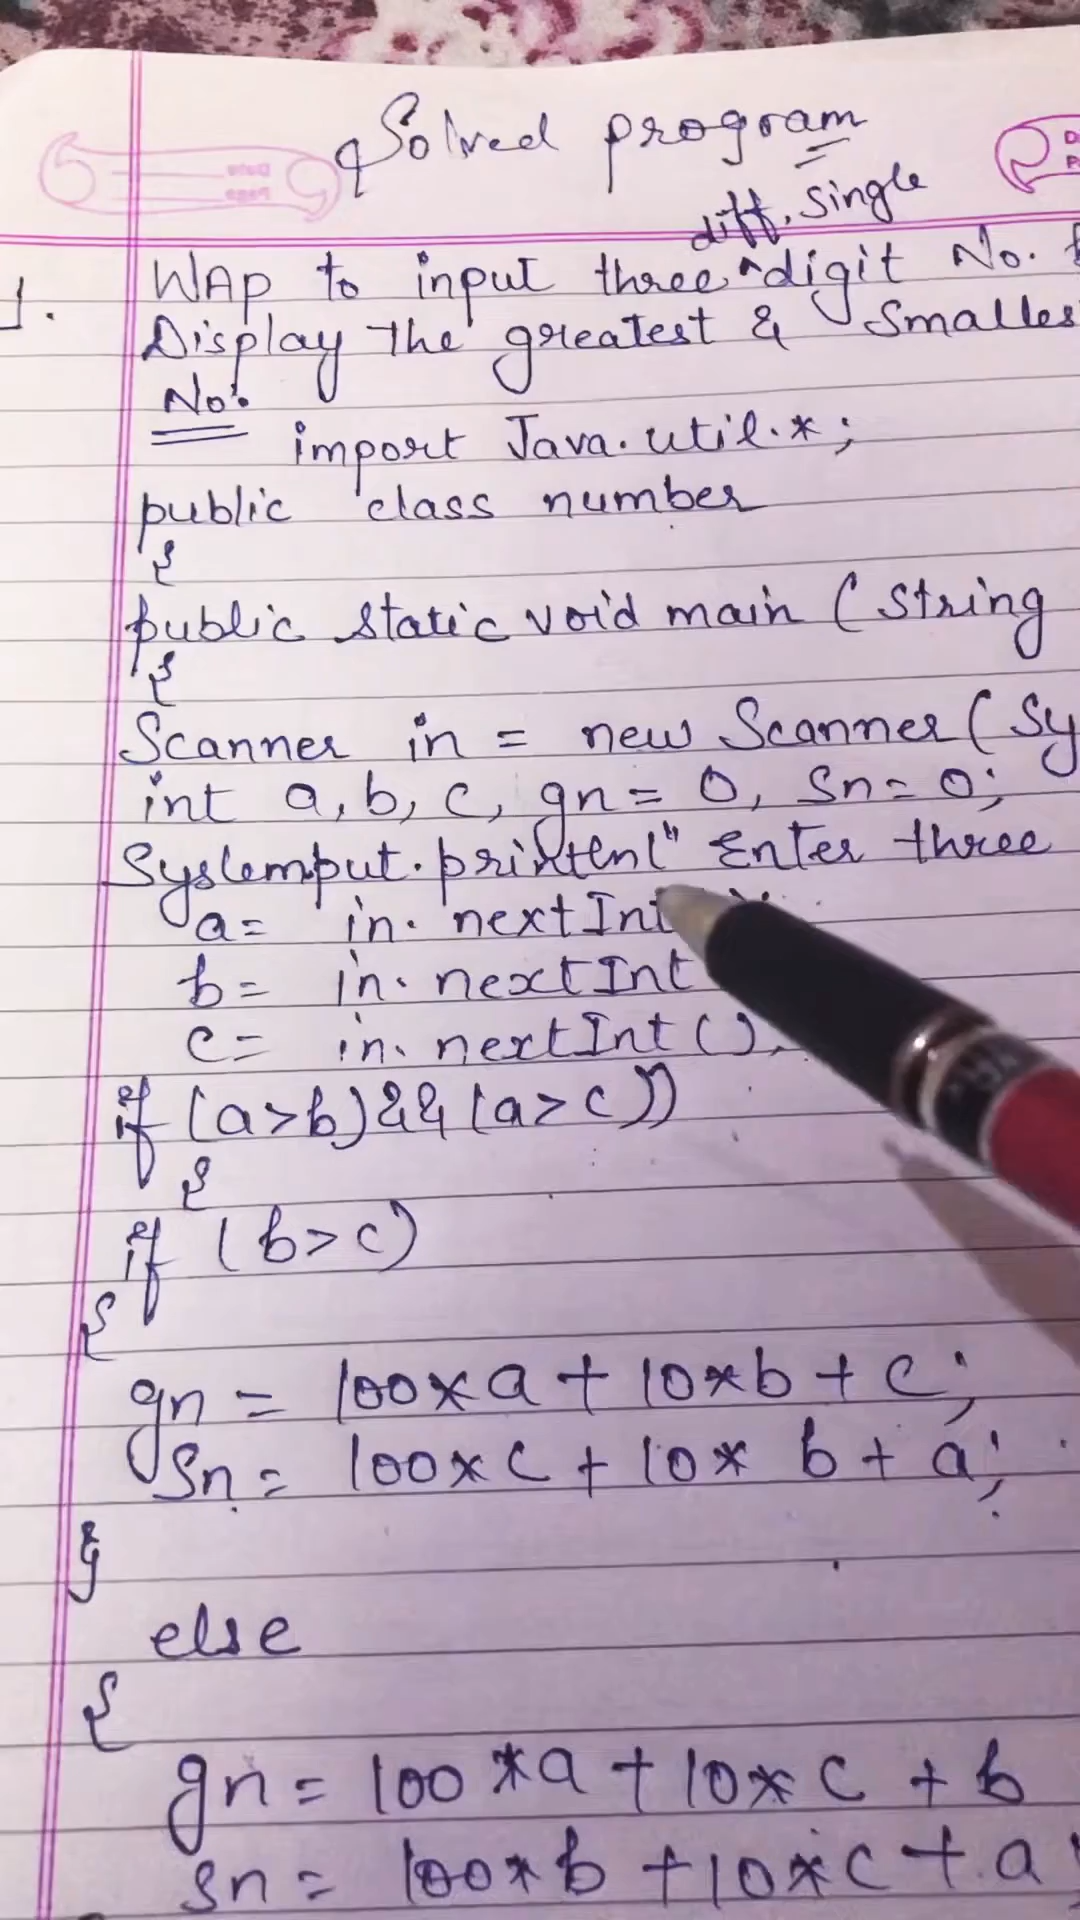 Solved program
diff. single
1. WAP to input three ^ digit No. &
Display the greatest & Smalles
No.
import Java.util.*;
public class number
{
public static void main (String
{
Scanner in = new Scanner (Sy
int a, b, c, gn = 0, Sn = 0;
System.out.println(" Enter three
a = in. nextInt
b = in. nextInt
c = in. nextInt ()
if (a>b) && (a>c))
{
if (b>c)
{
gn = 100*a + 10*b + c;
Sn = 100*c + 10* b + a;
}
else
{
gn = 100 *a + 10* c + b
sn = 100*b + 10*c + a